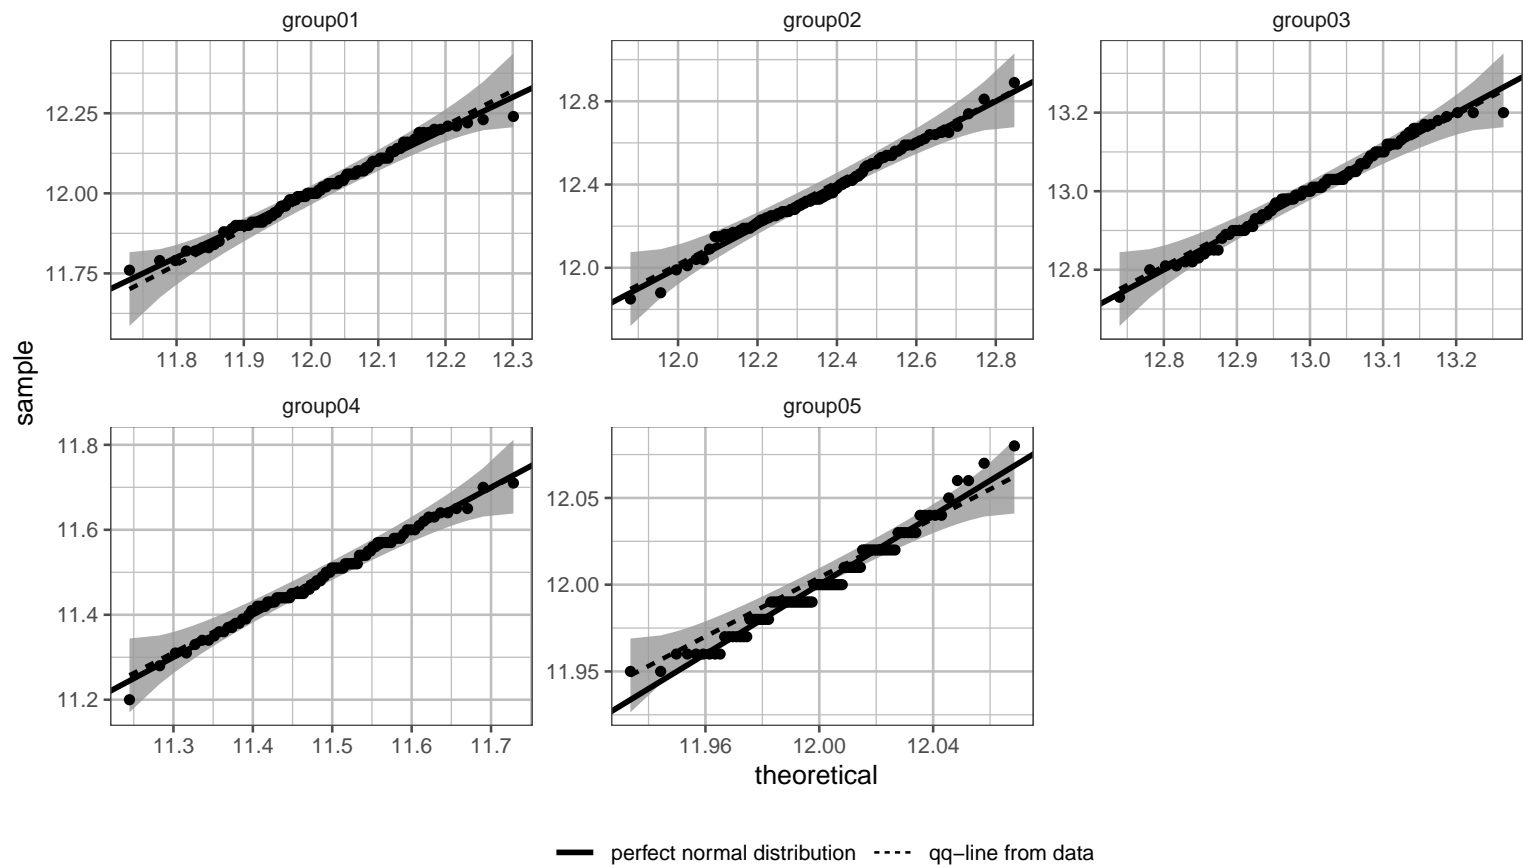 group01
group02
group03
12.25
12.00
11.75
11.8 11.9 12.0 12.1 12.2 12.3
12.8
12.4
12.0
12.0 12.2 12.4 12.6 12.8
13.2
13.0
12.8
12.8 12.9 13.0 13.1 13.2
sample
group04
group05
11.8
11.6
11.4
11.2
11.3 11.4 11.5 11.6 11.7
12.05
12.00
11.95
11.96 12.00 12.04
theoretical
perfect normal distribution qq−line from data